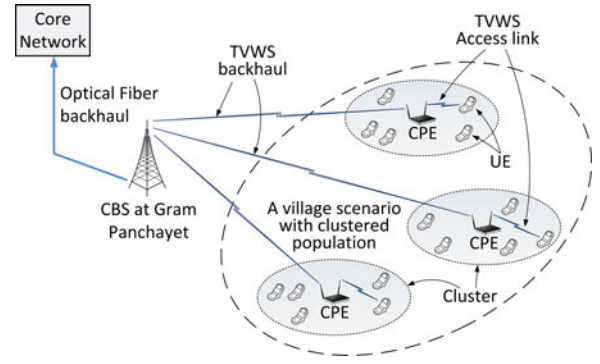 Core
Network
TVWS
backhaul
TVWS
Access link
Optical Fiber
backhaul
CPE
UE
CBS at Gram
Panchayet
A village scenario
with clustered
population
CPE
CPE
Cluster